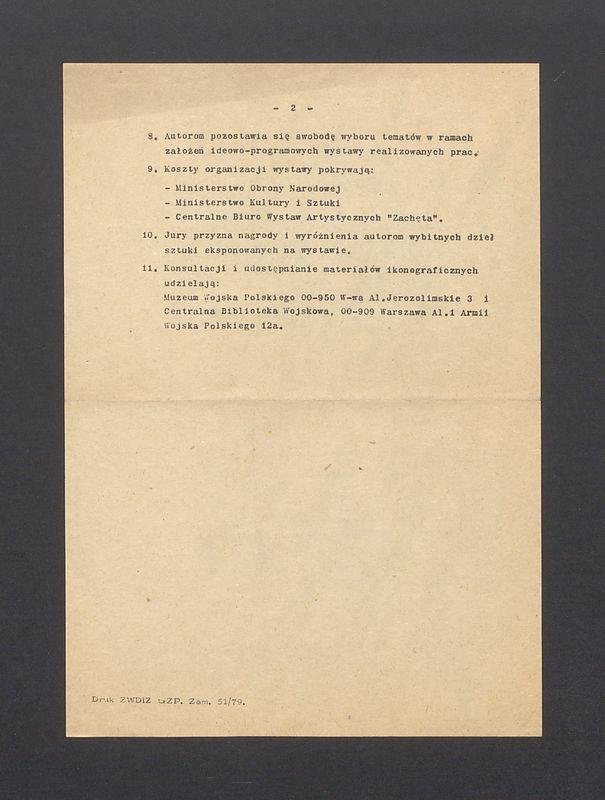 - 2 -
8. Autorom pozostawia się swobodę wyboru tematów w ramach
założeń ideowo-programowych wystawy realizowanych prac.
9. Koszty organizacji wystawy pokrywają:
- Ministerstwo Obrony Narodowej
- Ministerstwo Kultury i Sztuki
- Centralne Biuro Wystaw Artystycznych "Zachęta".
10. Jury przyzna nagrody i wyróżnienia autorom wybitnych dzieł
sztuki eksponowanych na wystawie.
11. Konsultacji i udostępnianie materiałów ikonograficznych
udzielają:
Muzeum Wojska Polskiego 00-950 W-wa Al.Jerozolimskie 3 i
Centralna Biblioteka Wojskowa, 00-909 Warszawa Al.1 Armii
Wojska Polskiego 12a.
Druk ZWDiZ GZP. Zam. 51/79.